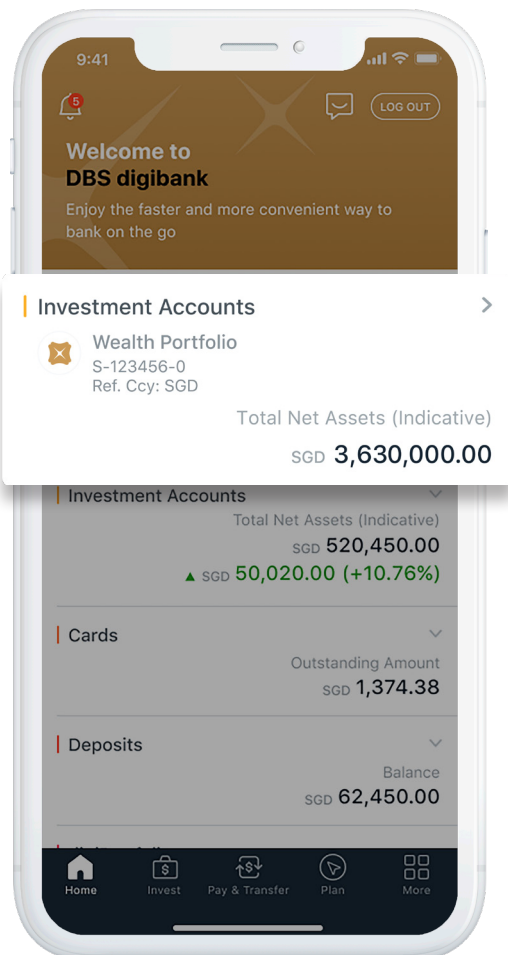 9:41
5
LOG OUT
Welcome to
DBS digibank
Enjoy the faster and more convenient way to
bank on the go
Investment Accounts
Wealth Portfolio
S-123456-0
Ref. Ccy: SGD
Total Net Assets (Indicative)
SGD 3,630,000.00
Investment Accounts
Total Net Assets (Indicative)
SGD 520,450.00
▲ SGD 50,020.00 (+10.76%)
Cards
Outstanding Amount
SGD 1,374.38
Deposits
Balance
SGD 62,450.00
$
$
Home
Invest
Pay & Transfer
Plan
More